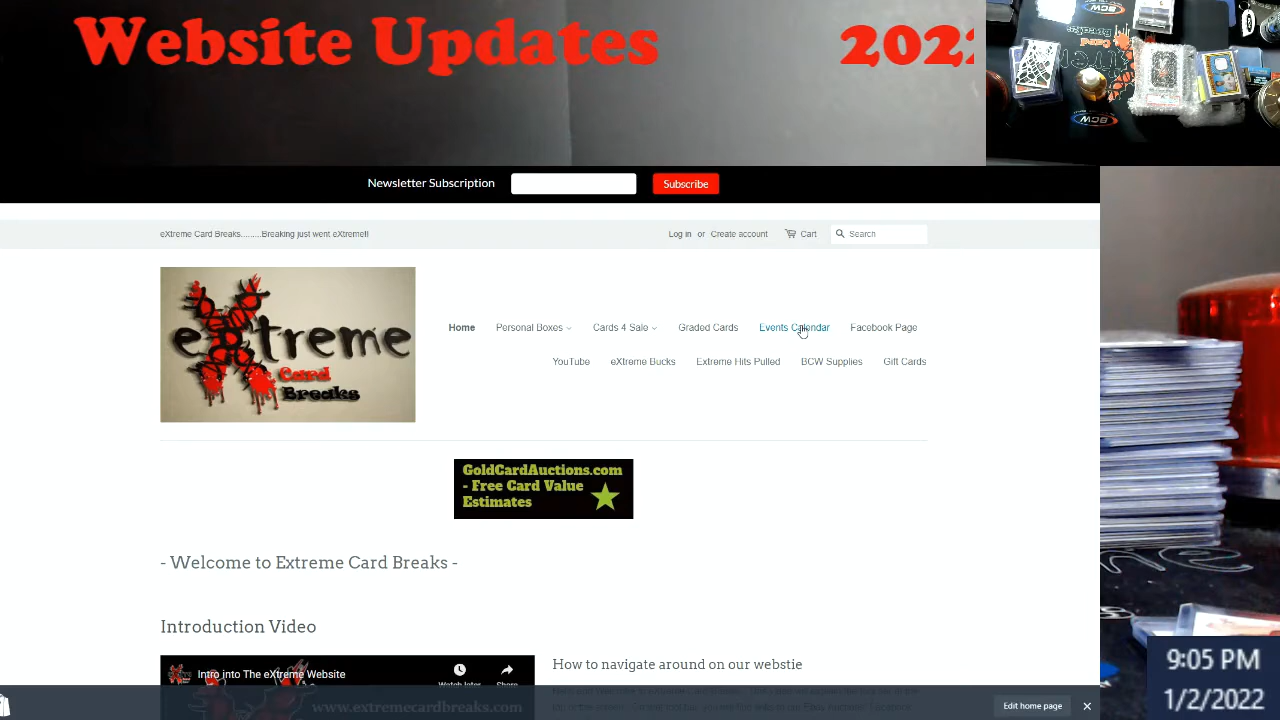 Website Updates 2022
BCW
BCW
Newsletter Subscription Subscribe
eXtreme Card Breaks.........Breaking just went eXtreme!! Log in or Create account Cart Search
eXtreme
Card
Breaks
Home Personal Boxes Cards 4 Sale Graded Cards Events Calendar Facebook Page
YouTube eXtreme Bucks Extreme Hits Pulled BCW Supplies Gift Cards
GoldCardAuctions.com
- Free Card Value
Estimates
- Welcome to Extreme Card Breaks -
Introduction Video
Intro into The eXtreme Website Watch later Share
www.extremecardbreaks.com
How to navigate around on our webstie
Edit home page
9:05 PM
1/2/2022